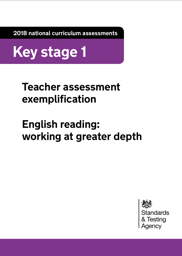 2018 national curriculum assessments
Key stage 1
Teacher assessment
exemplification
English reading:
working at greater depth
Standards
& Testing
Agency